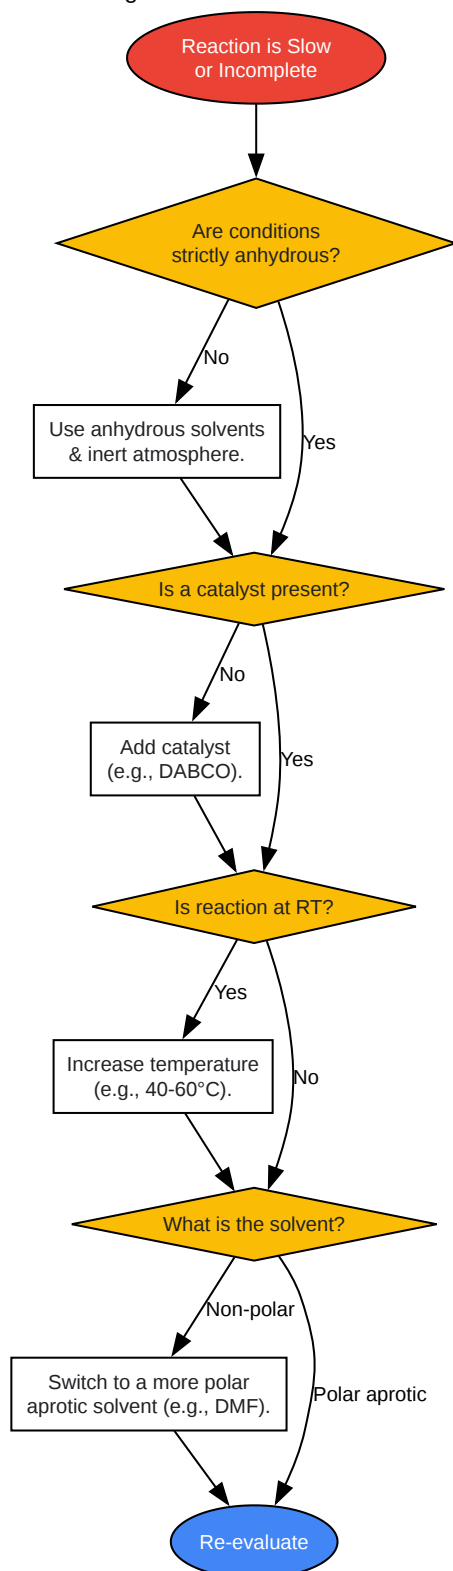 Reaction is Slow
or Incomplete
Are conditions
strictly anhydrous?
No
Yes
Use anhydrous solvents
& inert atmosphere.
Is a catalyst present?
No
Yes
Add catalyst
(e.g., DABCO).
Is reaction at RT?
Yes
No
Increase temperature
(e.g., 40-60°C).
What is the solvent?
Non-polar
Polar aprotic
Switch to a more polar
aprotic solvent (e.g., DMF).
Re-evaluate